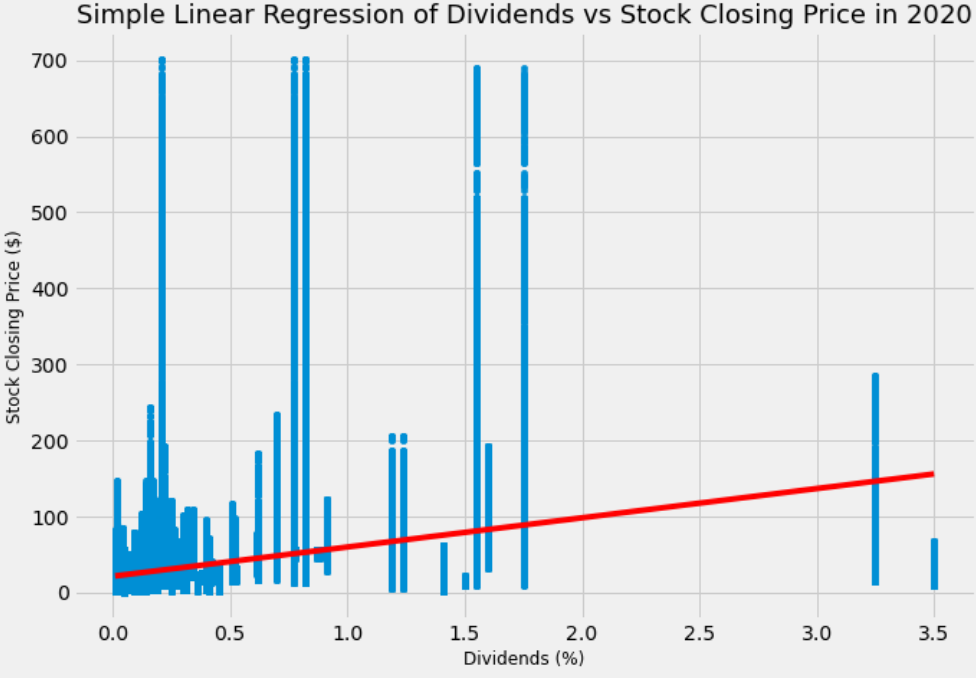 Simple Linear Regression of Dividends vs Stock Closing Price in 2020
Stock Closing Price ($)
700
600
500
400
300
200
100
0
0.0 0.5 1.0 1.5 2.0 2.5 3.0 3.5
Dividends (%)